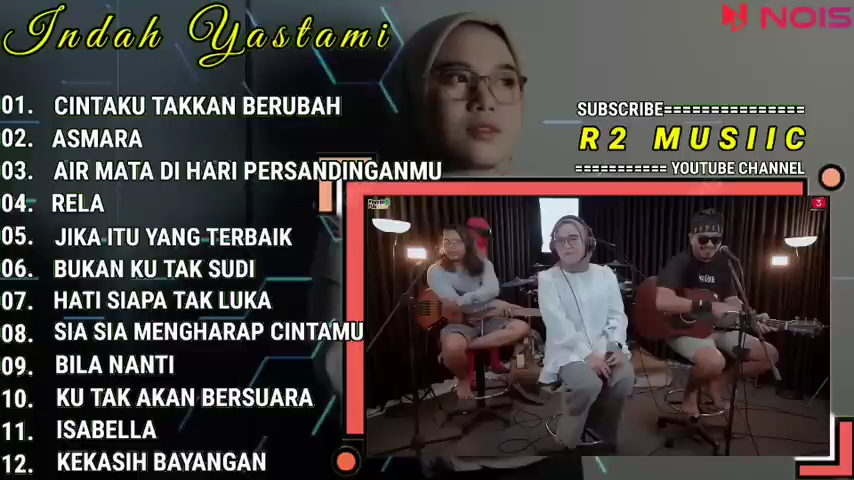 Indah Yastami
NOIS
01. CINTAKU TAKKAN BERUBAH
02. ASMARA
03. AIR MATA DI HARI PERSANDINGANMU
04. RELA
05. JIKA ITU YANG TERBAIK
06. BUKAN KU TAK SUDI
07. HATI SIAPA TAK LUKA
08. SIA SIA MENGHARAP CINTAMU
09. BILA NANTI
10. KU TAK AKAN BERSUARA
11. ISABELLA
12. KEKASIH BAYANGAN
SUBSCRIBE===============
R2 MUSIIC
=========== YOUTUBE CHANNEL
3